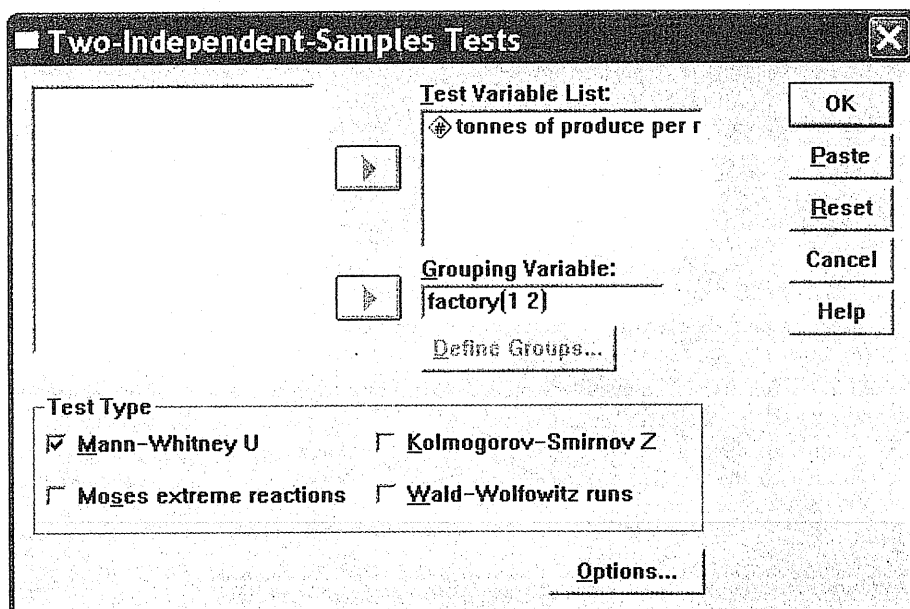 Two-Independent-Samples Tests
Test Variable List:
tonnes of produce per r
Grouping Variable:
factory(1 2)
Define Groups...
OK
Paste
Reset
Cancel
Help
Test Type
Mann-Whitney U
Kolmogorov-Smirnov Z
Moses extreme reactions
Wald-Wolfowitz runs
Options...